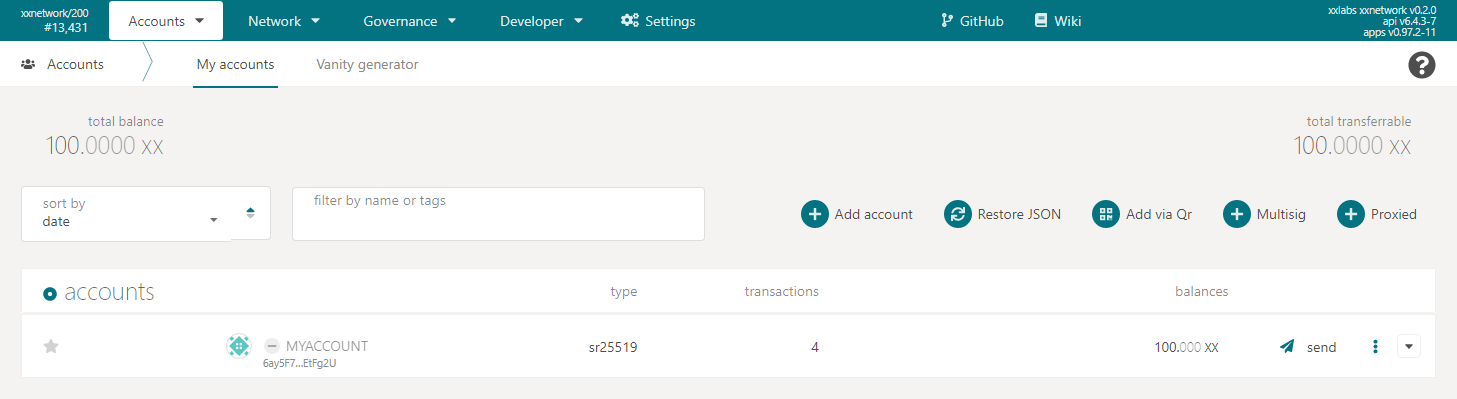 xxnetwork/200
#13,431
Accounts
Network
Governance
Developer
Settings
GitHub
Wiki
xxlabs xxnetwork v0.2.0
api v6.4.3-7
apps v0.97.2-11
Accounts
My accounts
Vanity generator
?
total balance
100.0000 XX
total transferrable
100.0000 XX
sort by
date
filter by name or tags
Add account
Restore JSON
Add via Qr
Multisig
Proxied
accounts
type
transactions
balances
MYACCOUNT
6ay5F7...EtFg2U
sr25519
4
100.000 XX
send